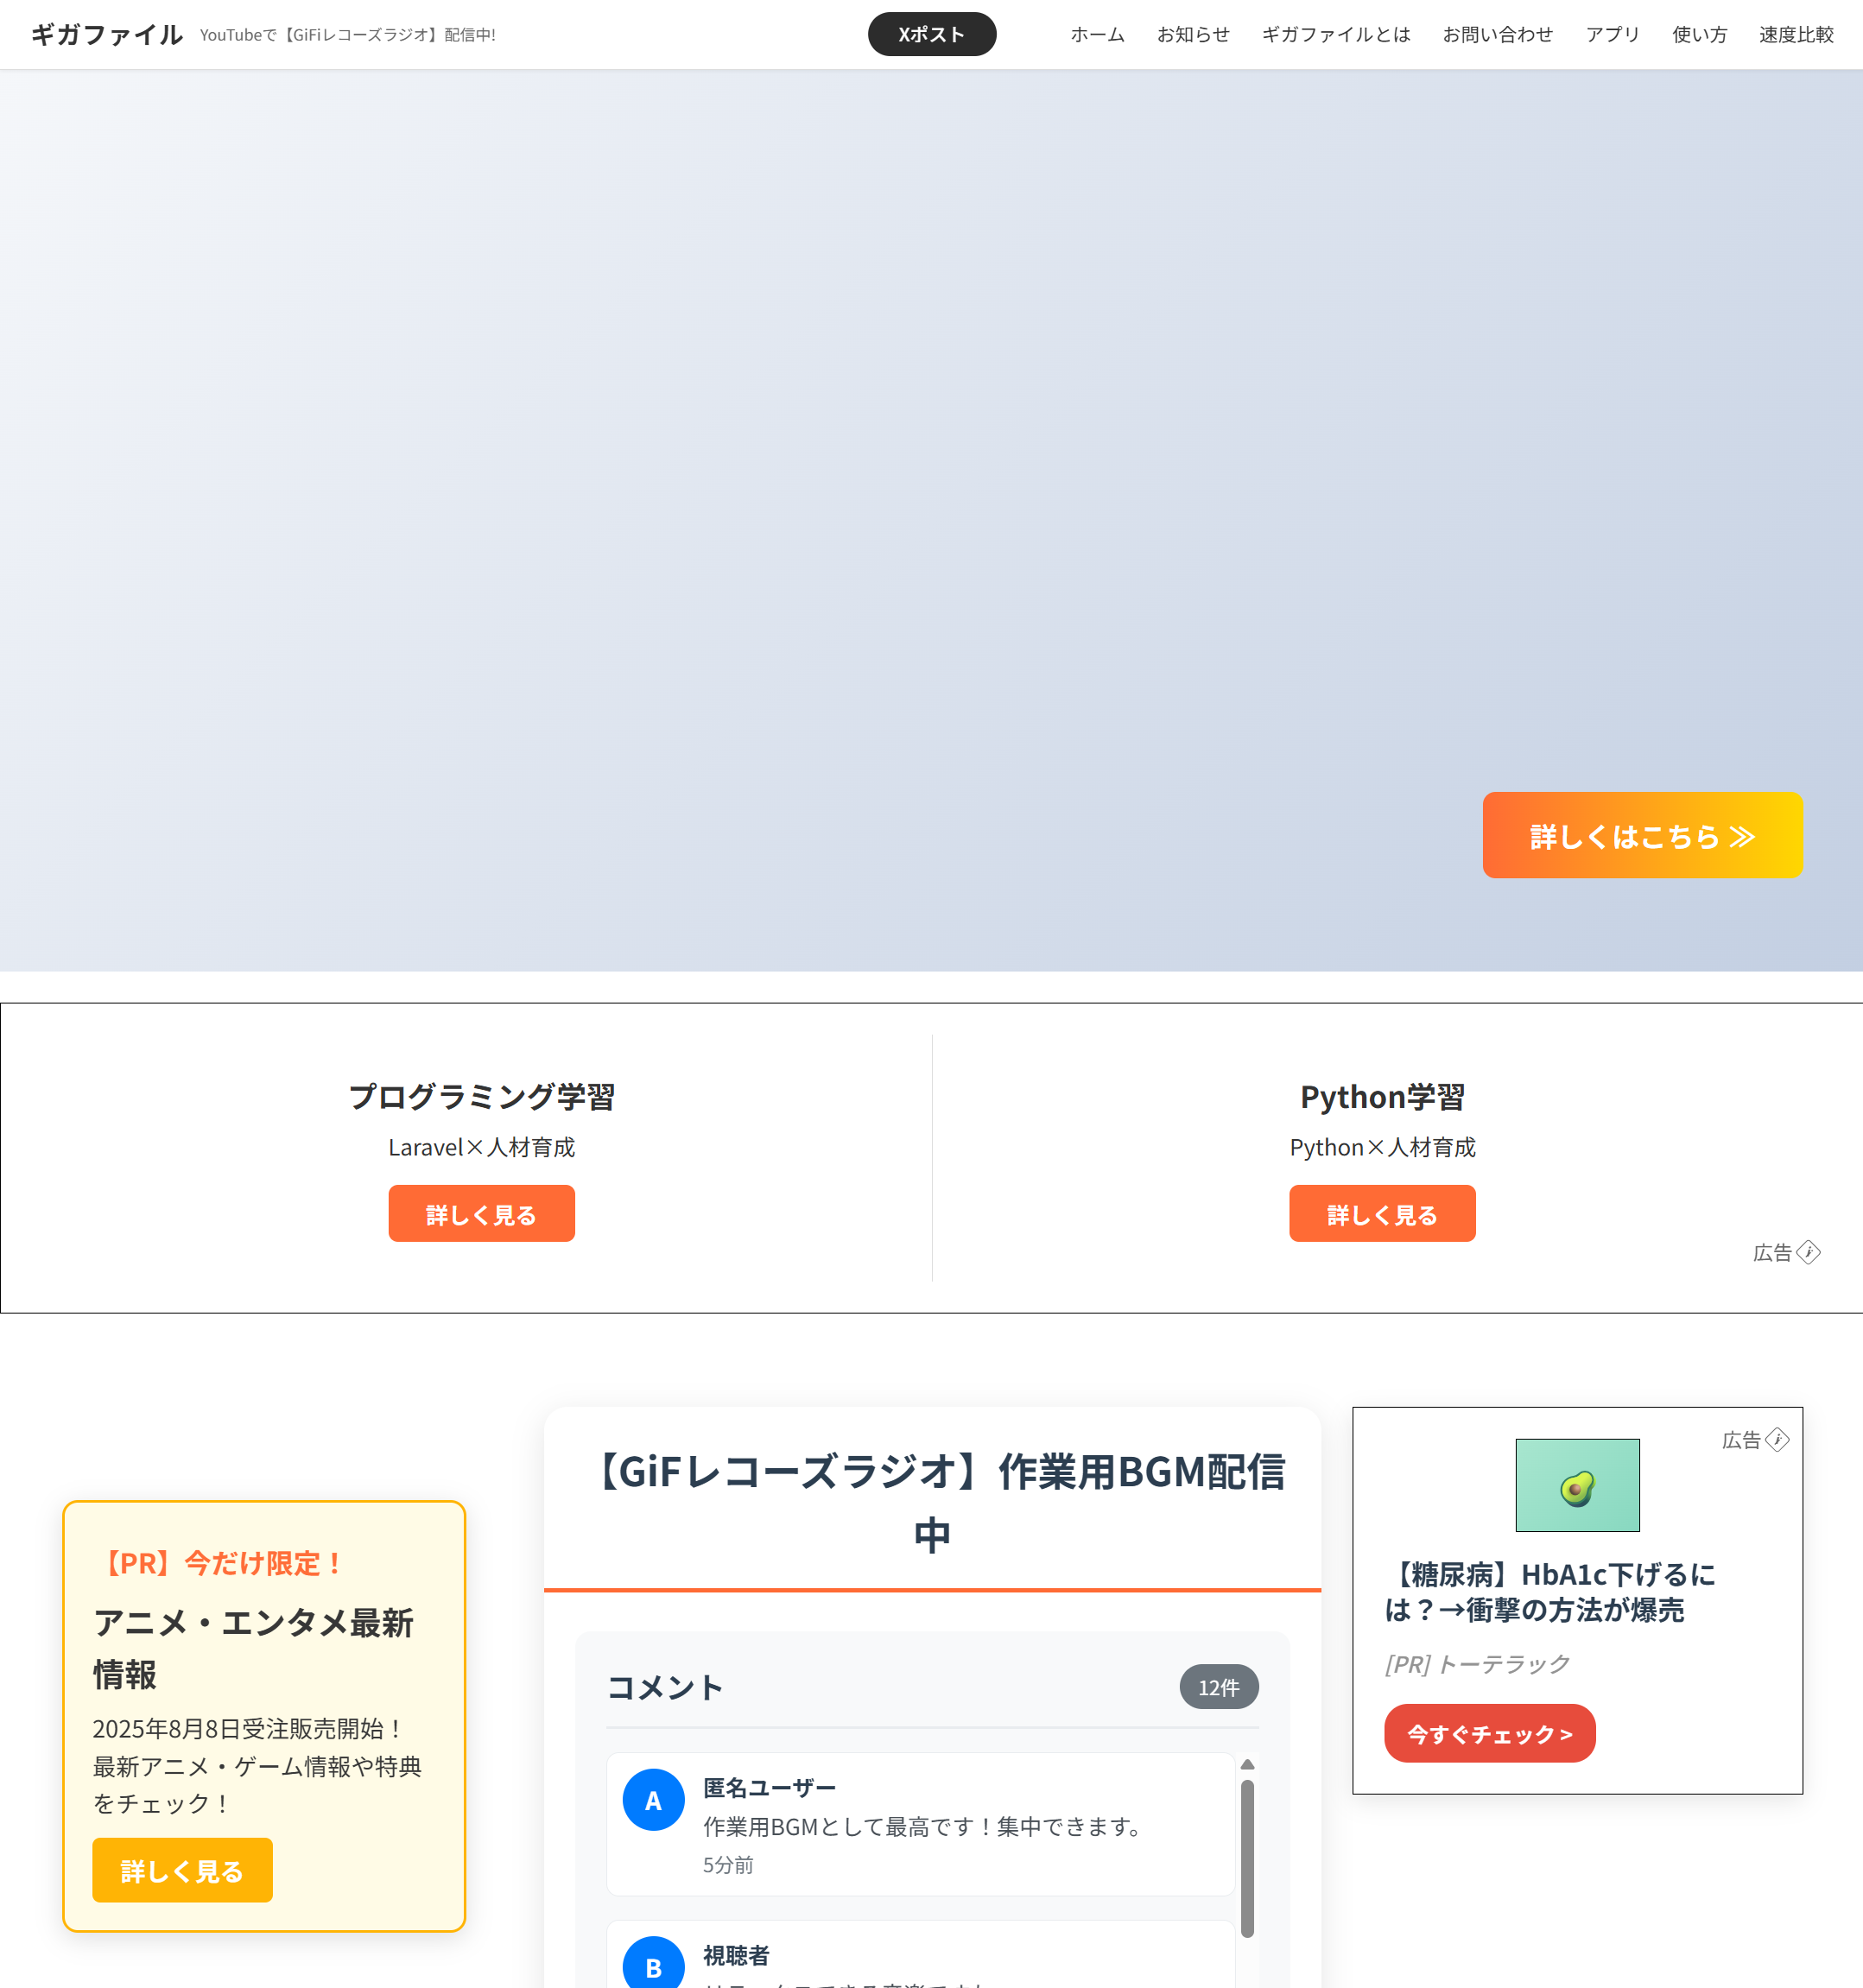 ギガファイル
YouTubeで【GiFiレコーズラジオ】配信中!
Xポスト
ホーム
お知らせ
ギガファイルとは
お問い合わせ
アプリ
使い方
速度比較
詳しくはこちら ≫
プログラミング学習
Laravel×人材育成
詳しく見る
Python学習
Python×人材育成
詳しく見る
広告
【PR】今だけ限定！
アニメ・エンタメ最新
情報
2025年8月8日受注販売開始！
最新アニメ・ゲーム情報や特典
をチェック！
詳しく見る
【GiFレコーズラジオ】作業用BGM配信
中
コメント
12件
A
匿名ユーザー
作業用BGMとして最高です！集中できます。
5分前
B
視聴者
広告
【糖尿病】HbA1c下げるに
は？→衝撃の方法が爆売
[PR] トーテラック
今すぐチェック >